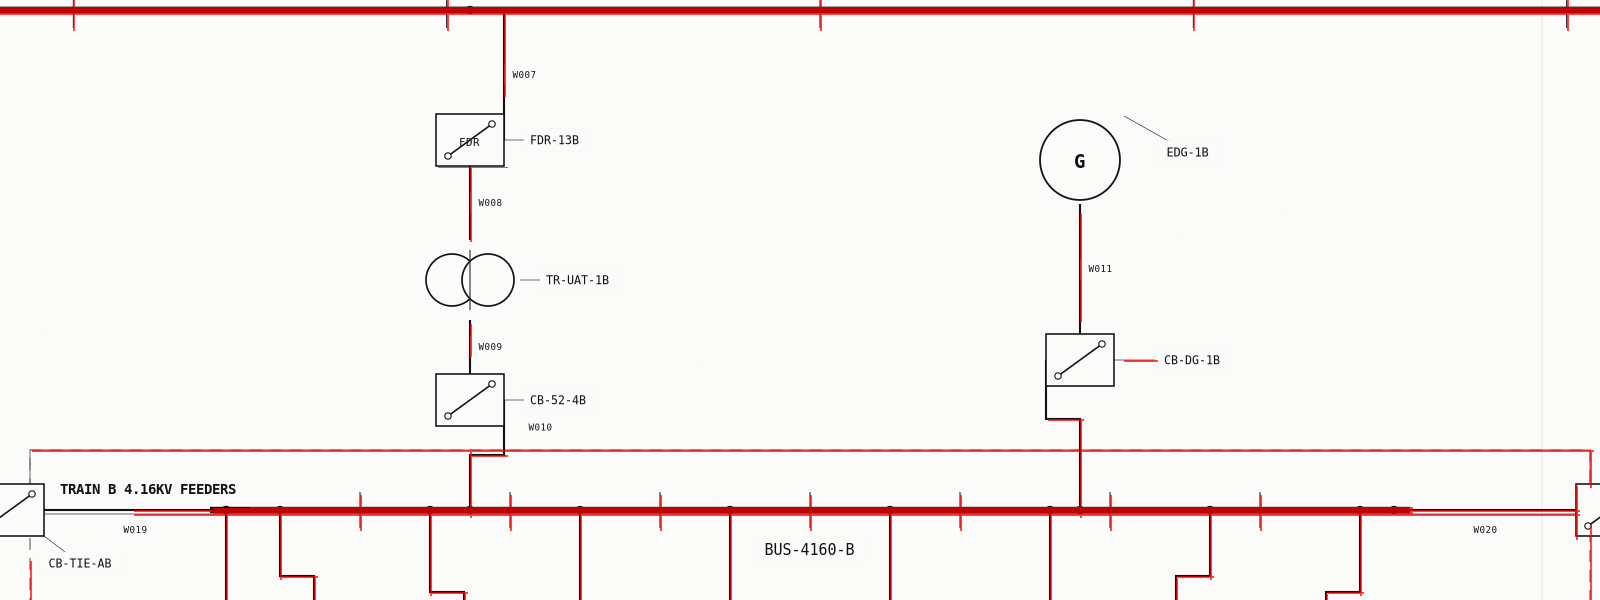 W007
FDR
FDR-13B
EDG-1B
G
W008
W011
TR-UAT-1B
W009
CB-DG-1B
CB-52-4B
W010
TRAIN B 4.16KV FEEDERS
W019
W020
BUS-4160-B
CB-TIE-AB